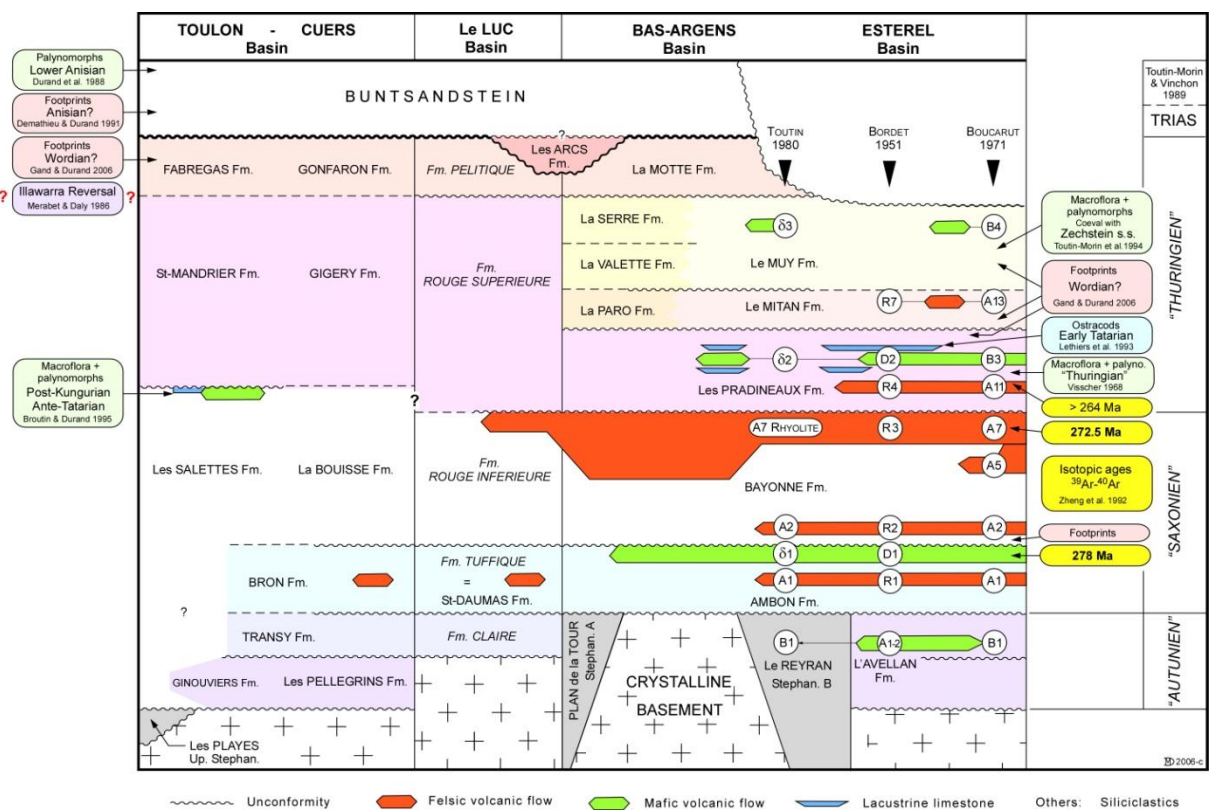 TOULON - CUERS
Basin
Le LUC
Basin
BAS-ARGENS
Basin
ESTEREL
Basin
Palynomorphs
Lower Anisian
Durand et al. 1988
Footprints
Anisian?
Demathieu & Durand 1991
Footprints
Wordian?
Gand & Durand 2006
? Illawarra Reversal ?
Merabet & Daly 1986
Macroflora +
palynomorphs
Post-Kungurian
Ante-Tatarian
Broutin & Durand 1995
BUNTSANDSTEIN
?
Les ARCS
Fm.
TOUTIN
1980
BORDET
1951
BOUCARUT
1971
FABREGAS Fm.
GONFARON Fm.
Fm. PELITIQUE
La MOTTE Fm.
La SERRE Fm.
δ3
B4
St-MANDRIER Fm.
GIGERY Fm.
Fm.
ROUGE SUPERIEURE
La VALETTE Fm.
Le MUY Fm.
La PARO Fm.
Le MITAN Fm.
R7
A13
δ2
D2
B3
Les PRADINEAUX Fm.
R4
A11
?
A7 RHYOLITE
R3
A7
Les SALETTES Fm.
La BOUISSE Fm.
Fm.
ROUGE INFERIEURE
A5
BAYONNE Fm.
A2
R2
A2
δ1
D1
Fm. TUFFIQUE
=
St-DAUMAS Fm.
BRON Fm.
A1
R1
A1
AMBON Fm.
?
TRANSY Fm.
Fm. CLAIRE
PLAN de la TOUR
Stephan. A
B1
A1-2
B1
Le REYRAN
Stephan. B
L'AVELLAN
Fm.
GINOUVIERS Fm.
Les PELLEGRINS Fm.
CRYSTALLINE
BASEMENT
Les PLAYES
Up. Stephan.
Toutin-Morin
& Vinchon
1989
TRIAS
"THURINGIEN"
"SAXONIEN"
"AUTUNIEN"
Macroflora +
palynomorphs
Coeval with
Zechstein s.s.
Toutin-Morin et al. 1994
Footprints
Wordian?
Gand & Durand 2006
Ostracods
Early Tatarian
Lethiers et al. 1993
Macroflora + palyno.
"Thuringian"
Visscher 1968
> 264 Ma
272.5 Ma
Isotopic ages
39Ar-40Ar
Zheng et al. 1992
Footprints
278 Ma
2006-c
Unconformity
Felsic volcanic flow
Mafic volcanic flow
Lacustrine limestone
Others: Siliciclastics